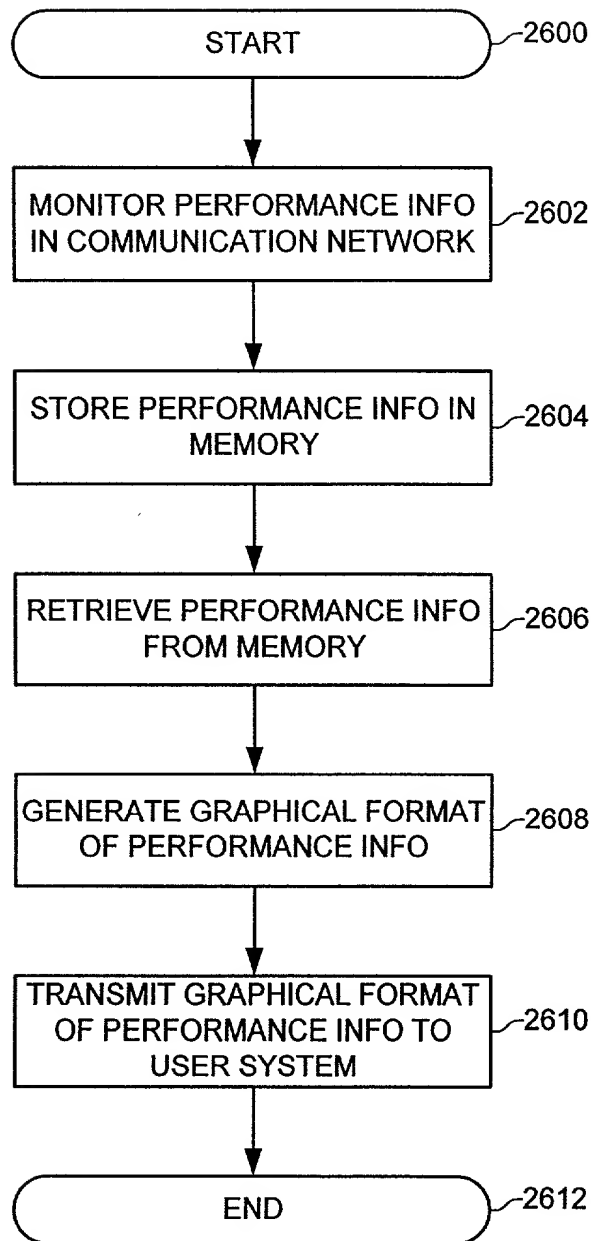 START
2600
MONITOR PERFORMANCE INFO
IN COMMUNICATION NETWORK
2602
STORE PERFORMANCE INFO IN
MEMORY
2604
RETRIEVE PERFORMANCE INFO
FROM MEMORY
2606
GENERATE GRAPHICAL FORMAT
OF PERFORMANCE INFO
2608
TRANSMIT GRAPHICAL FORMAT
OF PERFORMANCE INFO TO
USER SYSTEM
2610
END
2612